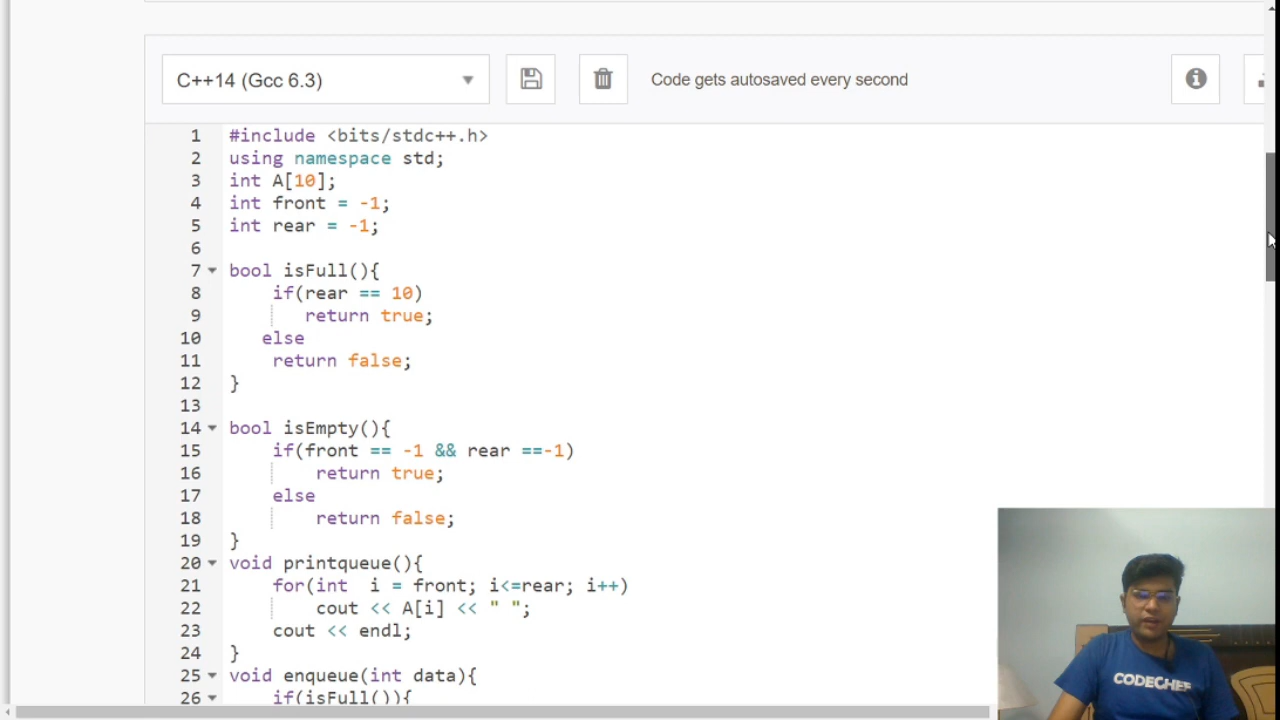 C++14 (Gcc 6.3)
Code gets autosaved every second
1 #include <bits/stdc++.h>
2 using namespace std;
3 int A[10];
4 int front = -1;
5 int rear = -1;
6
7 bool isFull(){
8 if(rear == 10)
9 return true;
10 else
11 return false;
12 }
13
14 bool isEmpty(){
15 if(front == -1 && rear ==-1)
16 return true;
17 else
18 return false;
19 }
20 void printqueue(){
21 for(int  i = front; i<=rear; i++)
22 cout << A[i] << " ";
23 cout << endl;
24 }
25 void enqueue(int data){
26 if(isFull()){
CODECHEF